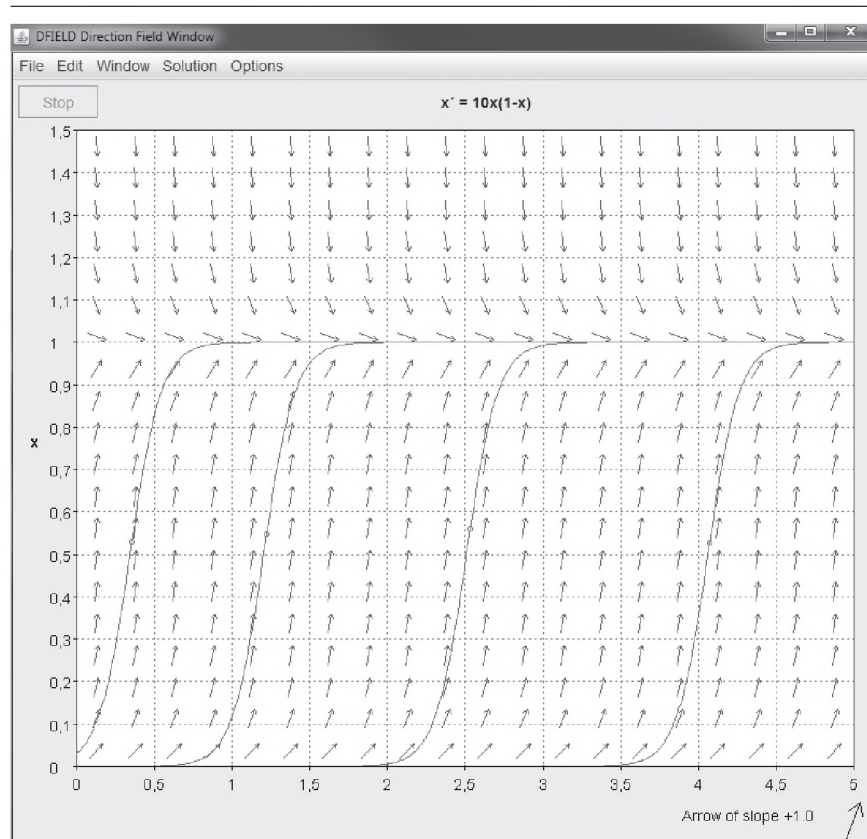 DFIELD Direction Field Window
File Edit Window Solution Options
Stop
x´ = 10x(1-x)
1,5
1,4
1,3
1,2
1,1
1
0,9
0,8
0,7
0,6
0,5
0,4
0,3
0,2
0,1
0
x
0 0,5 1 1,5 2 2,5 3 3,5 4 4,5 5
Arrow of slope +1.0